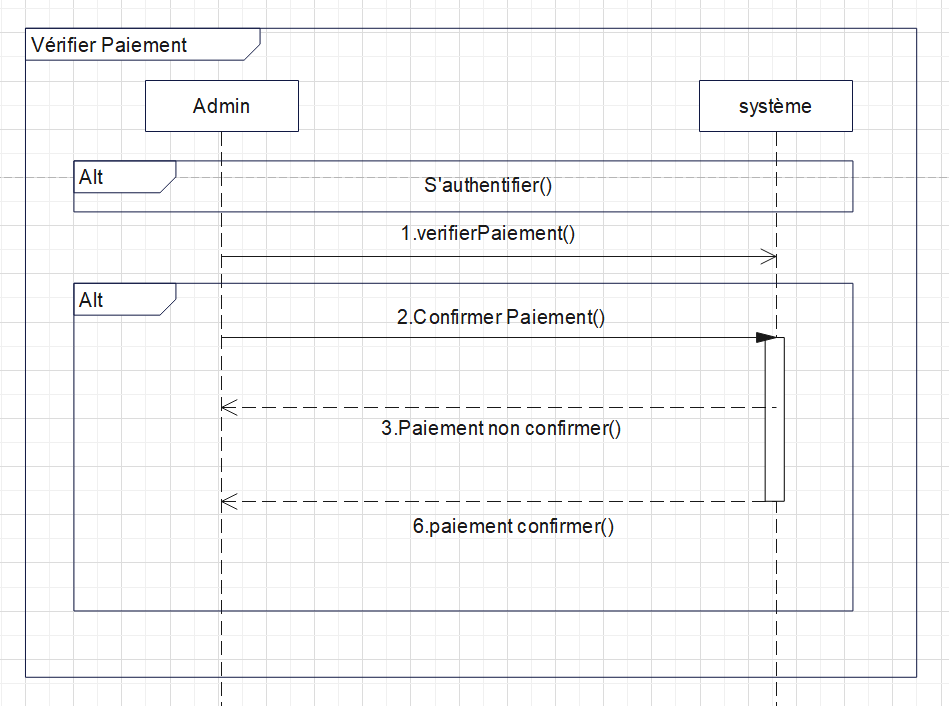 Vérifier Paiement
Admin
système
Alt
S'authentifier()
1.verifierPaiement()
Alt
2.Confirmer Paiement()
3.Paiement non confirmer()
6.paiement confirmer()